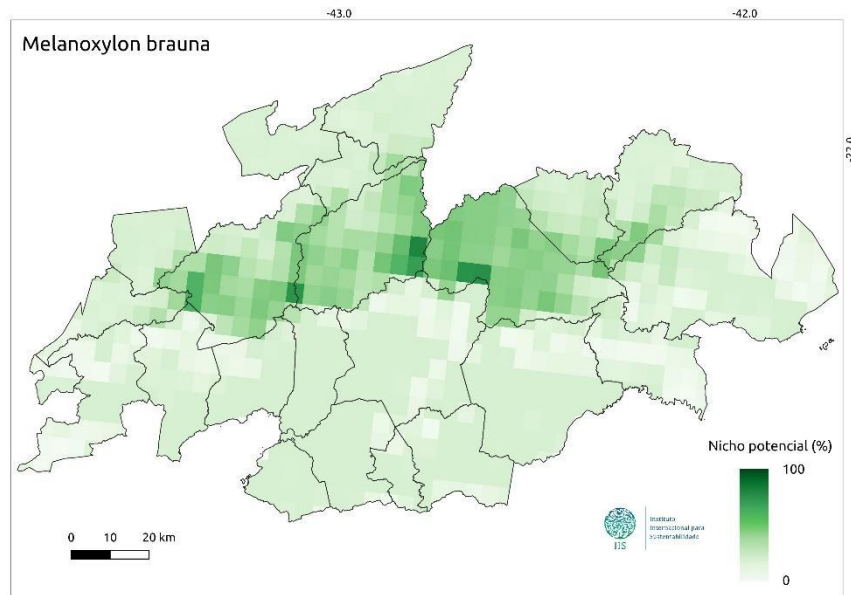 -43.0
-42.0
Melanoxylon brauna
-22.0
Nicho potencial (%)
100
0
Instituto
Internacional para
Sustentabilidade
IIS
0 10 20 km